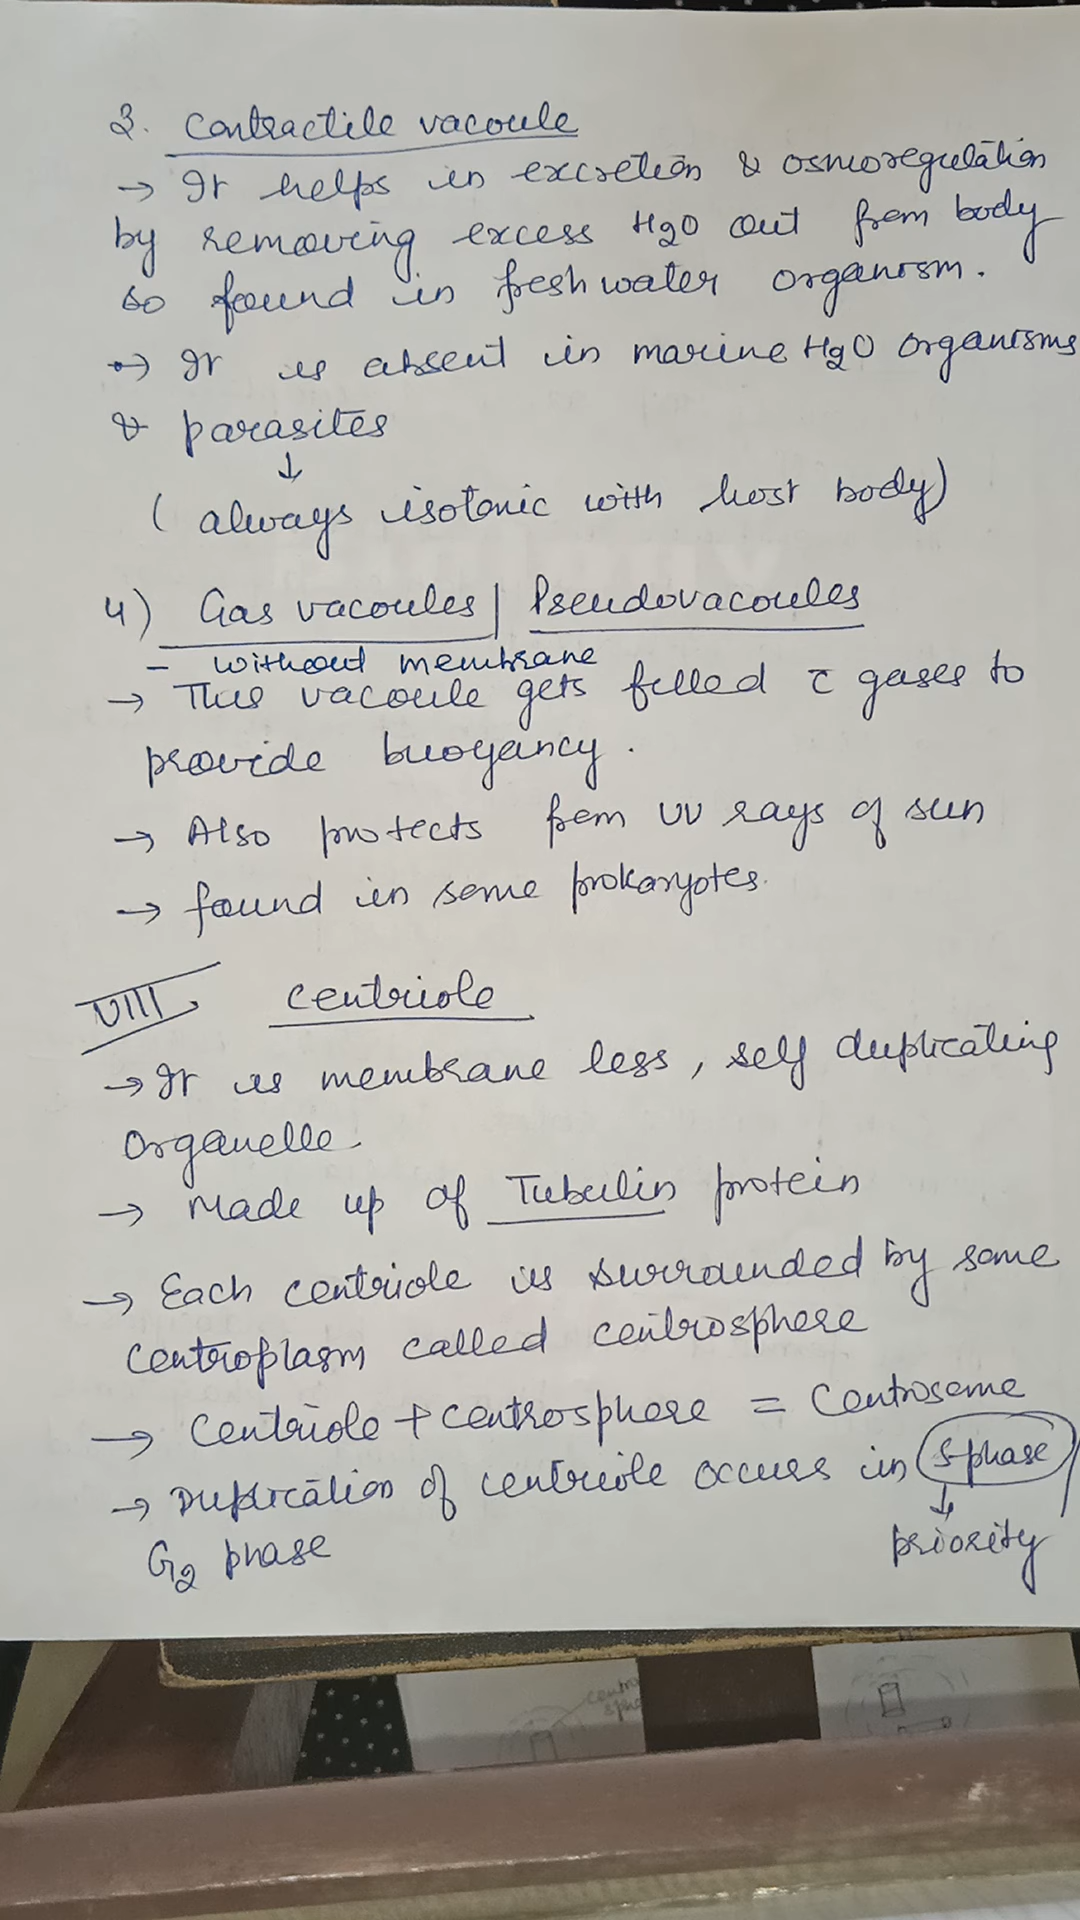 3. Contractile vacoule
→ It helps in excretion & osmoregulation
by removing excess H2O out from body
so found in fresh water organism.
→ It is absent in marine H2O organisms
& parasites
↓
( always isotonic with host body)
4) Gas vacoules | Pseudovacoules
- without membrane
→ This vacoule gets filled c̄ gases to
provide buoyancy.
→ Also protects from UV rays of sun
→ found in some prokaryotes.
VIII Centriole
→ It is membrane less, self duplicating
Organelle.
→ Made up of Tubulin protein
→ Each centriole is surrounded by some
centroplasm called centrosphere
→ Centriole + centrosphere = Centrosome
→ Duplication of centriole occurs in S-phase /
↓
G2 phase priority
centro
sphe